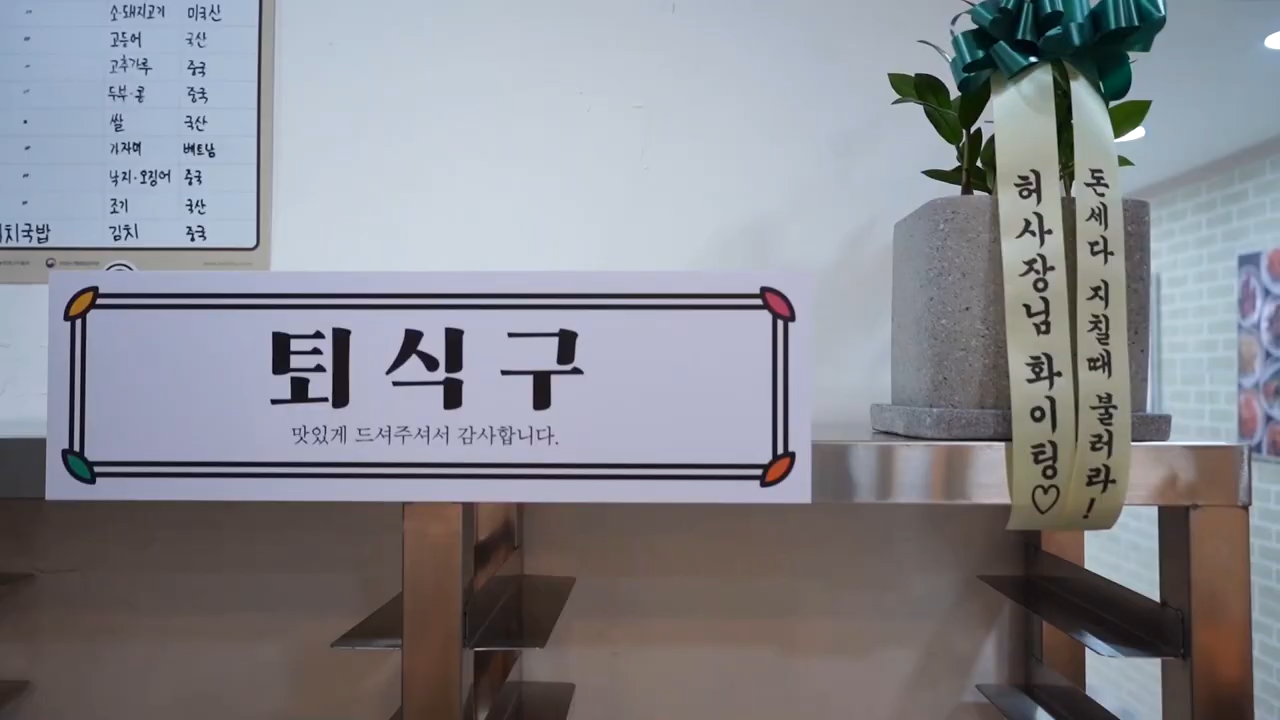 소·돼지고기 미국산
고등어 국산
고추가루 중국
두부·콩 중국
쌀 국산
가자미 베트남
낙지·오징어 중국
조기 국산
치국밥 김치 중국
퇴식구
맛있게 드셔주셔서 감사합니다.
허사장님 화이팅♡
돈세다 지칠때 불러라!